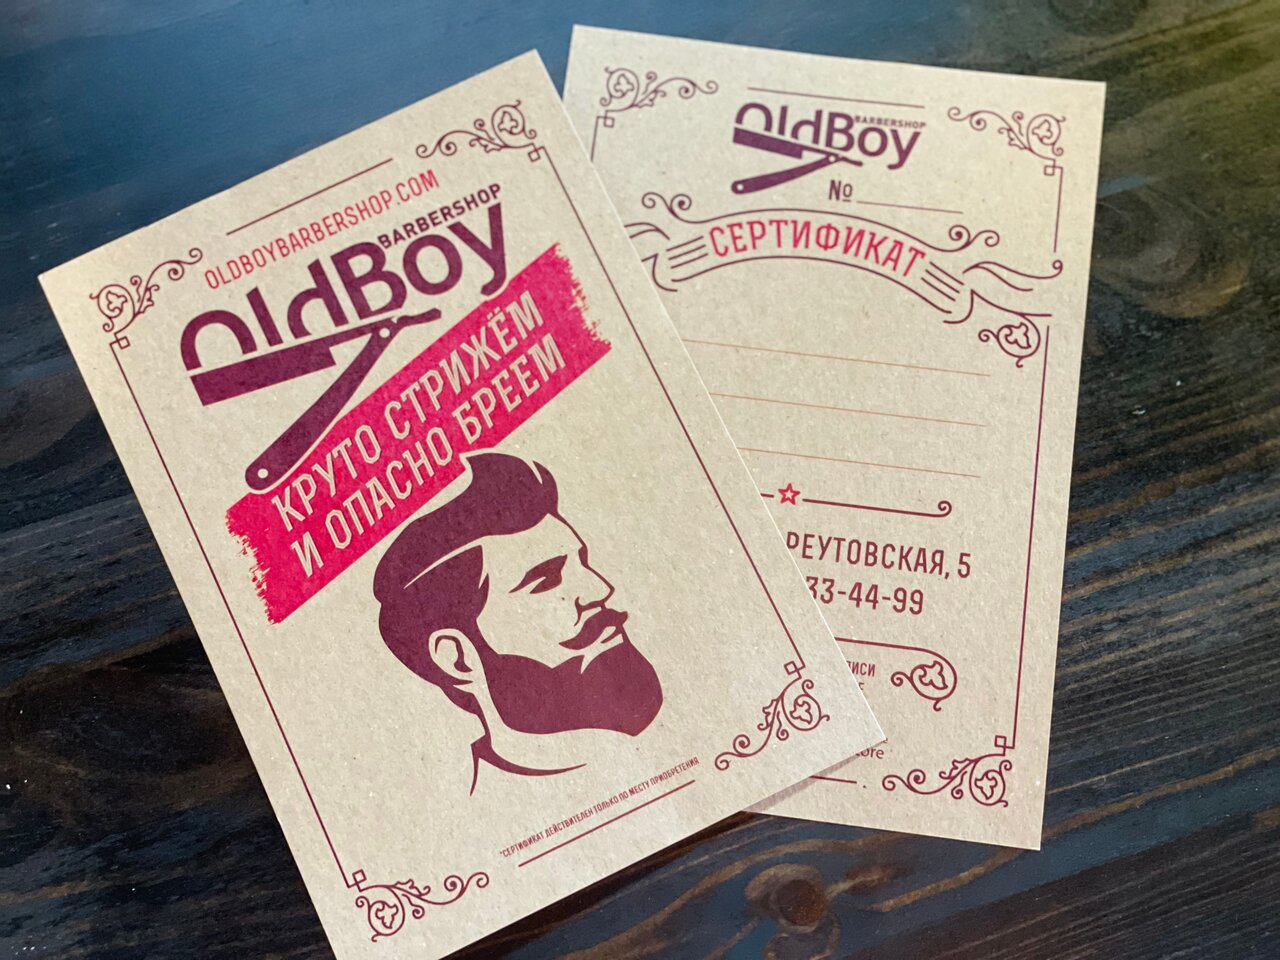 OLDBOYBARBERSHOP.COM
OldBoy
BARBERSHOP
КРУТО СТРИЖЁМ
И ОПАСНО БРЕЕМ
*СЕРТИФИКАТ ДЕЙСТВИТЕЛЕН ТОЛЬКО ПО МЕСТУ ПРИОБРЕТЕНИЯ
OldBoy
BARBERSHOP
№
СЕРТИФИКАТ
РЕУТОВСКАЯ, 5
33-44-99